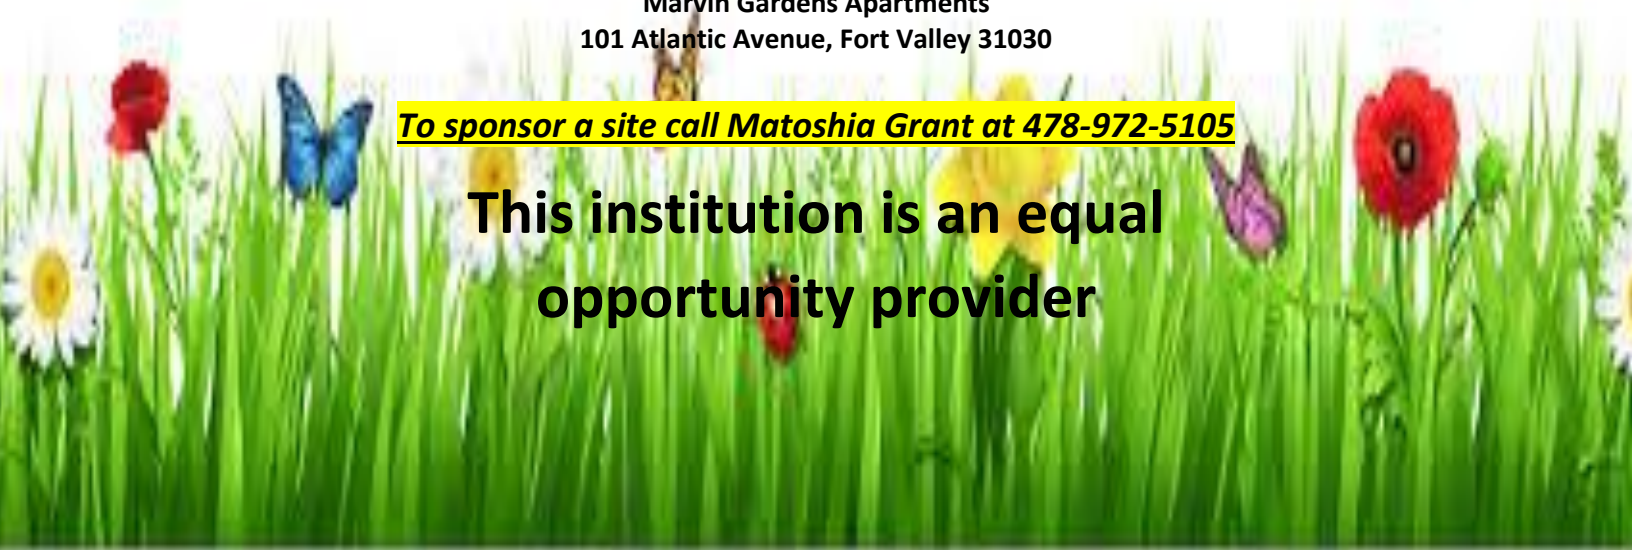 Marvin Gardens Apartments
101 Atlantic Avenue, Fort Valley 31030
To sponsor a site call Matoshia Grant at 478-972-5105
This institution is an equal
opportunity provider